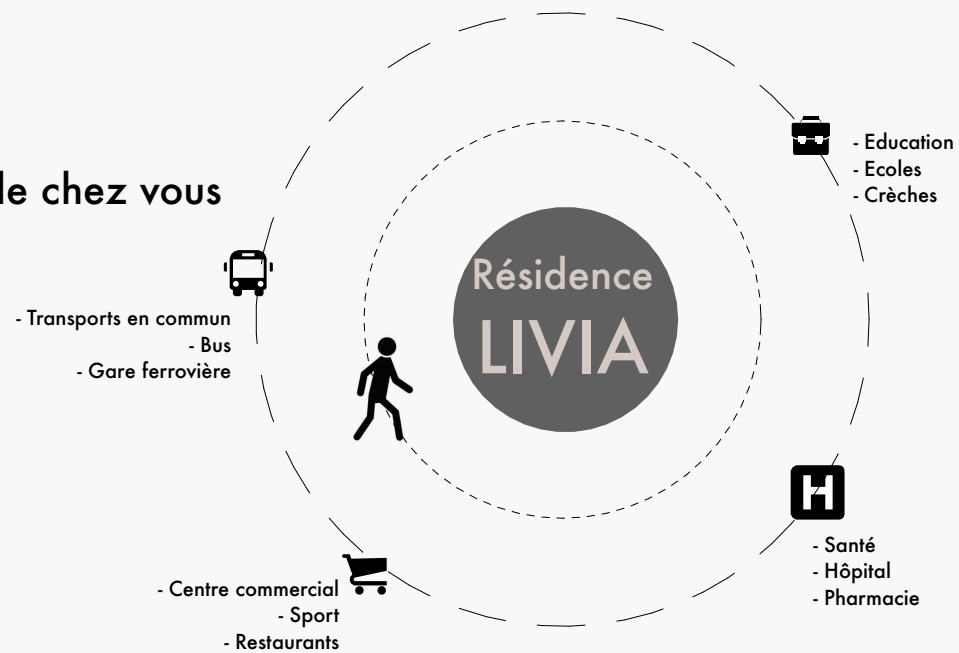 de chez vous
Résidence
LIVIA
- Education
- Ecoles
- Crèches
- Transports en commun
- Bus
- Gare ferrovière
H
- Santé
- Hôpital
- Pharmacie
- Centre commercial
- Sport
- Restaurants